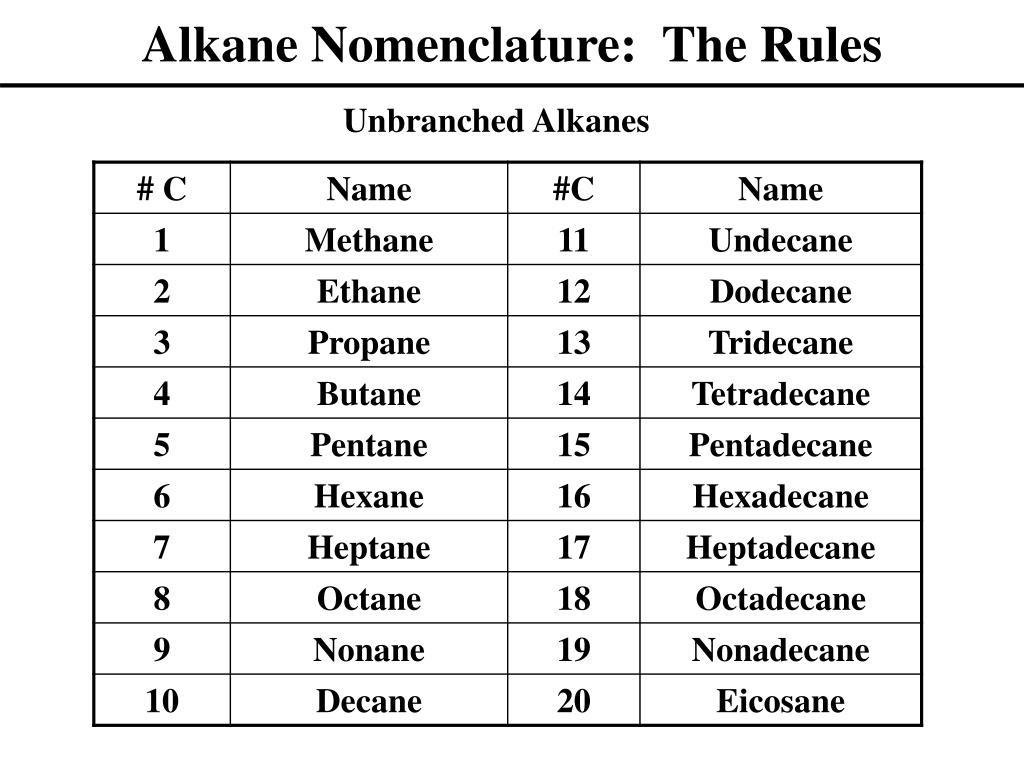 Alkane Nomenclature:  The Rules
Unbranched Alkanes
# C Name #C Name
1 Methane 11 Undecane
2 Ethane 12 Dodecane
3 Propane 13 Tridecane
4 Butane 14 Tetradecane
5 Pentane 15 Pentadecane
6 Hexane 16 Hexadecane
7 Heptane 17 Heptadecane
8 Octane 18 Octadecane
9 Nonane 19 Nonadecane
10 Decane 20 Eicosane